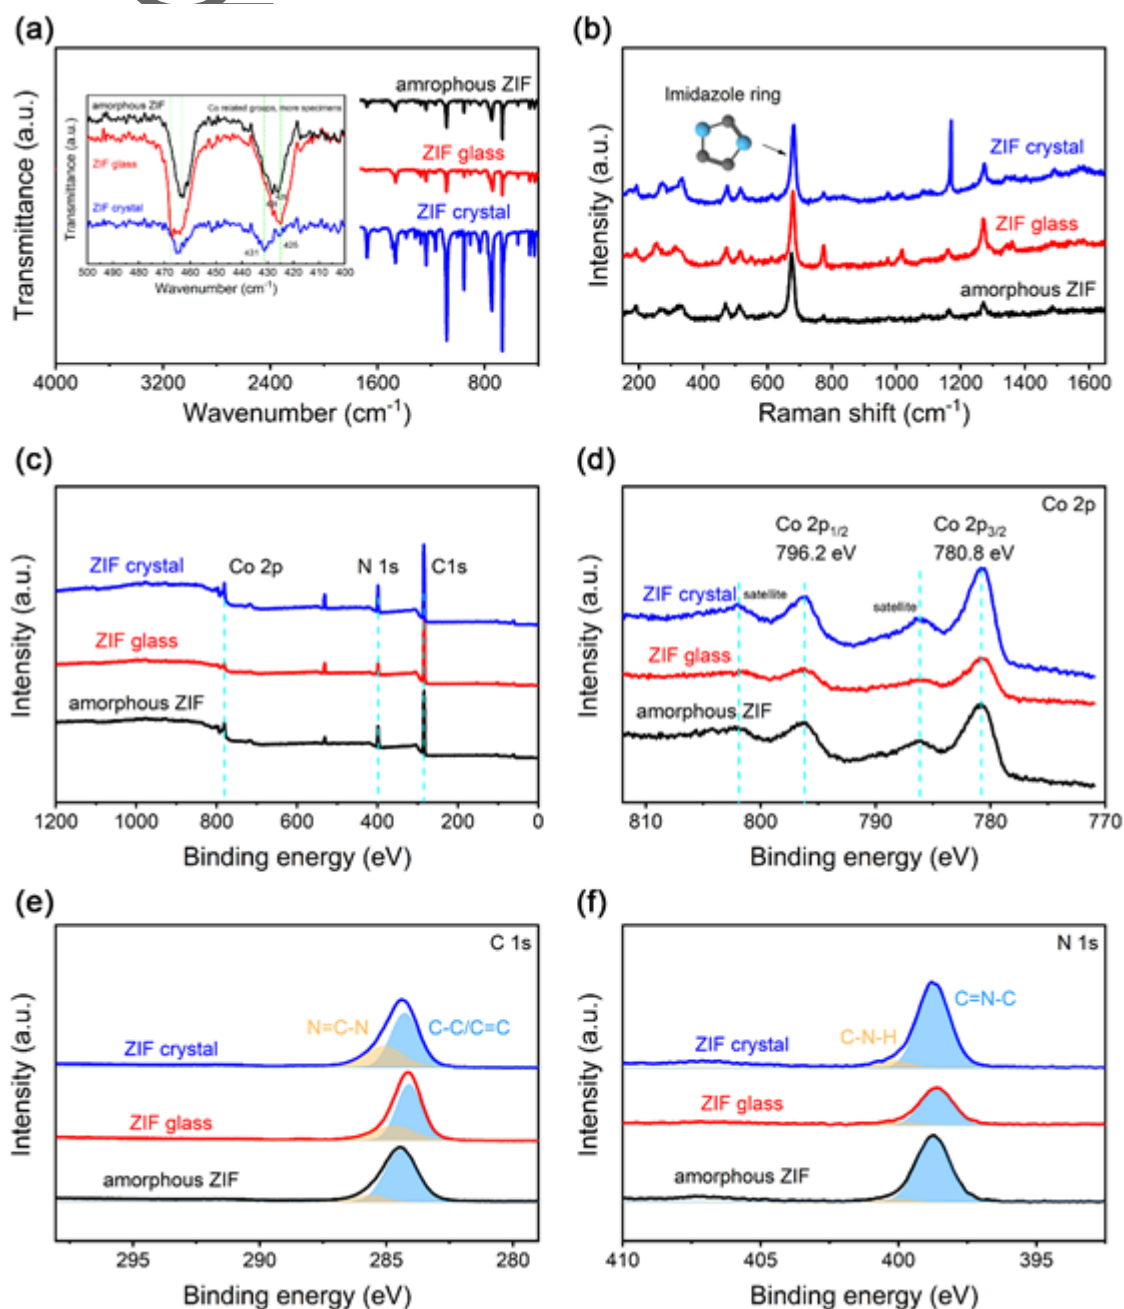 (a)
amrophous ZIF
ZIF glass
ZIF crystal
Transmittance (a.u.)
4000 3200 2400 1600 800
Wavenumber (cm-1)
amorphous ZIF
Co related groups, more specimens
ZIF glass
ZIF crystal
431
425
Transmittance (a.u.)
500 490 480 470 460 450 440 430 420 410 400
Wavenumber (cm-1)
(b)
Imidazole ring
ZIF crystal
ZIF glass
amorphous ZIF
Intensity (a.u.)
200 400 600 800 1000 1200 1400 1600
Raman shift (cm-1)
(c)
ZIF crystal
Co 2p
N 1s
C1s
ZIF glass
amorphous ZIF
Intensity (a.u.)
1200 1000 800 600 400 200 0
Binding energy (eV)
(d)
Co 2p
Co 2p1/2
796.2 eV
Co 2p3/2
780.8 eV
ZIF crystal
satellite
satellite
ZIF glass
amorphous ZIF
Intensity (a.u.)
810 800 790 780 770
Binding energy (eV)
(e)
C 1s
N=C-N
C-C/C=C
ZIF crystal
ZIF glass
amorphous ZIF
Intensity (a.u.)
295 290 285 280
Binding energy (eV)
(f)
N 1s
C=N-C
C-N-H
ZIF crystal
ZIF glass
amorphous ZIF
Intensity (a.u.)
410 405 400 395
Binding energy (eV)